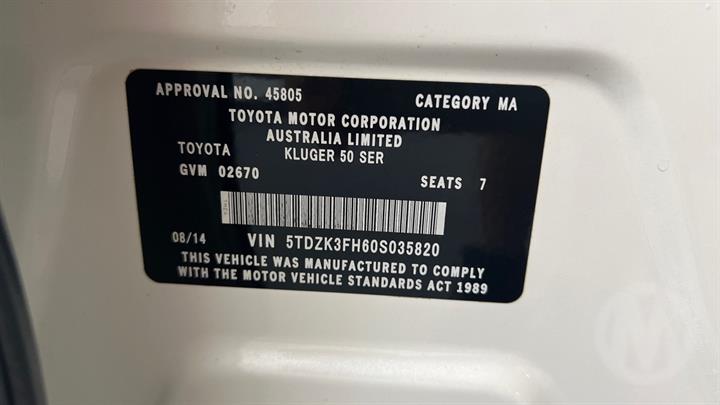 APPROVAL NO. 45805 CATEGORY MA
TOYOTA MOTOR CORPORATION
AUSTRALIA LIMITED
TOYOTA KLUGER 50 SER
GVM 02670 SEATS 7
08/14 VIN 5TDZK3FH60S035820
THIS VEHICLE WAS MANUFACTURED TO COMPLY
WITH THE MOTOR VEHICLE STANDARDS ACT 1989
M